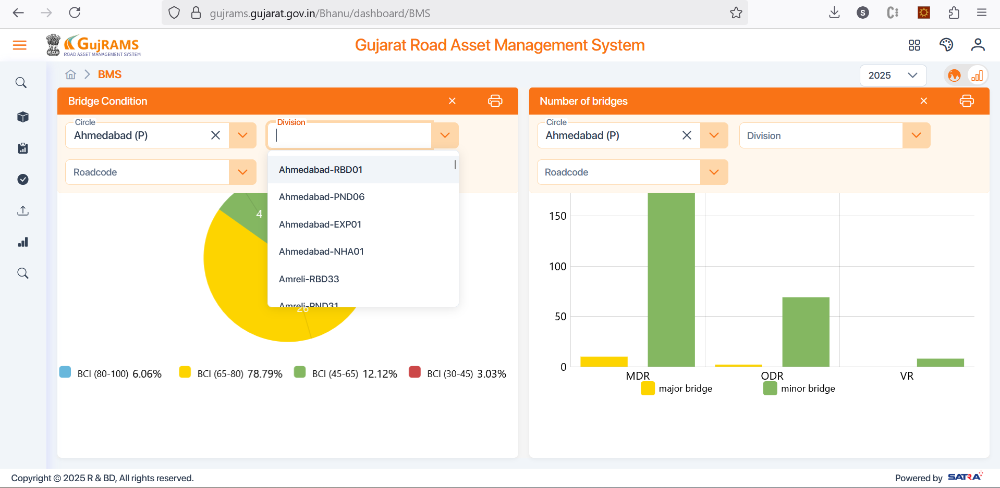 gujrams.gujarat.gov.in/Bhanu/dashboard/BMS
S
GujRAMS
ROAD ASSET MANAGEMENT SYSTEM
Gujarat Road Asset Management System
BMS
2025
Bridge Condition
Circle
Ahmedabad (P)
Division
Roadcode
Ahmedabad-RBD01
Ahmedabad-PND06
Ahmedabad-EXP01
Ahmedabad-NHA01
Amreli-RBD33
Amreli-PND31
4
26
BCI (80-100) 6.06%
BCI (65-80) 78.79%
BCI (45-65) 12.12%
BCI (30-45) 3.03%
Number of bridges
Circle
Ahmedabad (P)
Division
Roadcode
150
100
50
0
MDR
ODR
VR
major bridge
minor bridge
Copyright © 2025 R & BD, All rights reserved.
Powered by SATRA